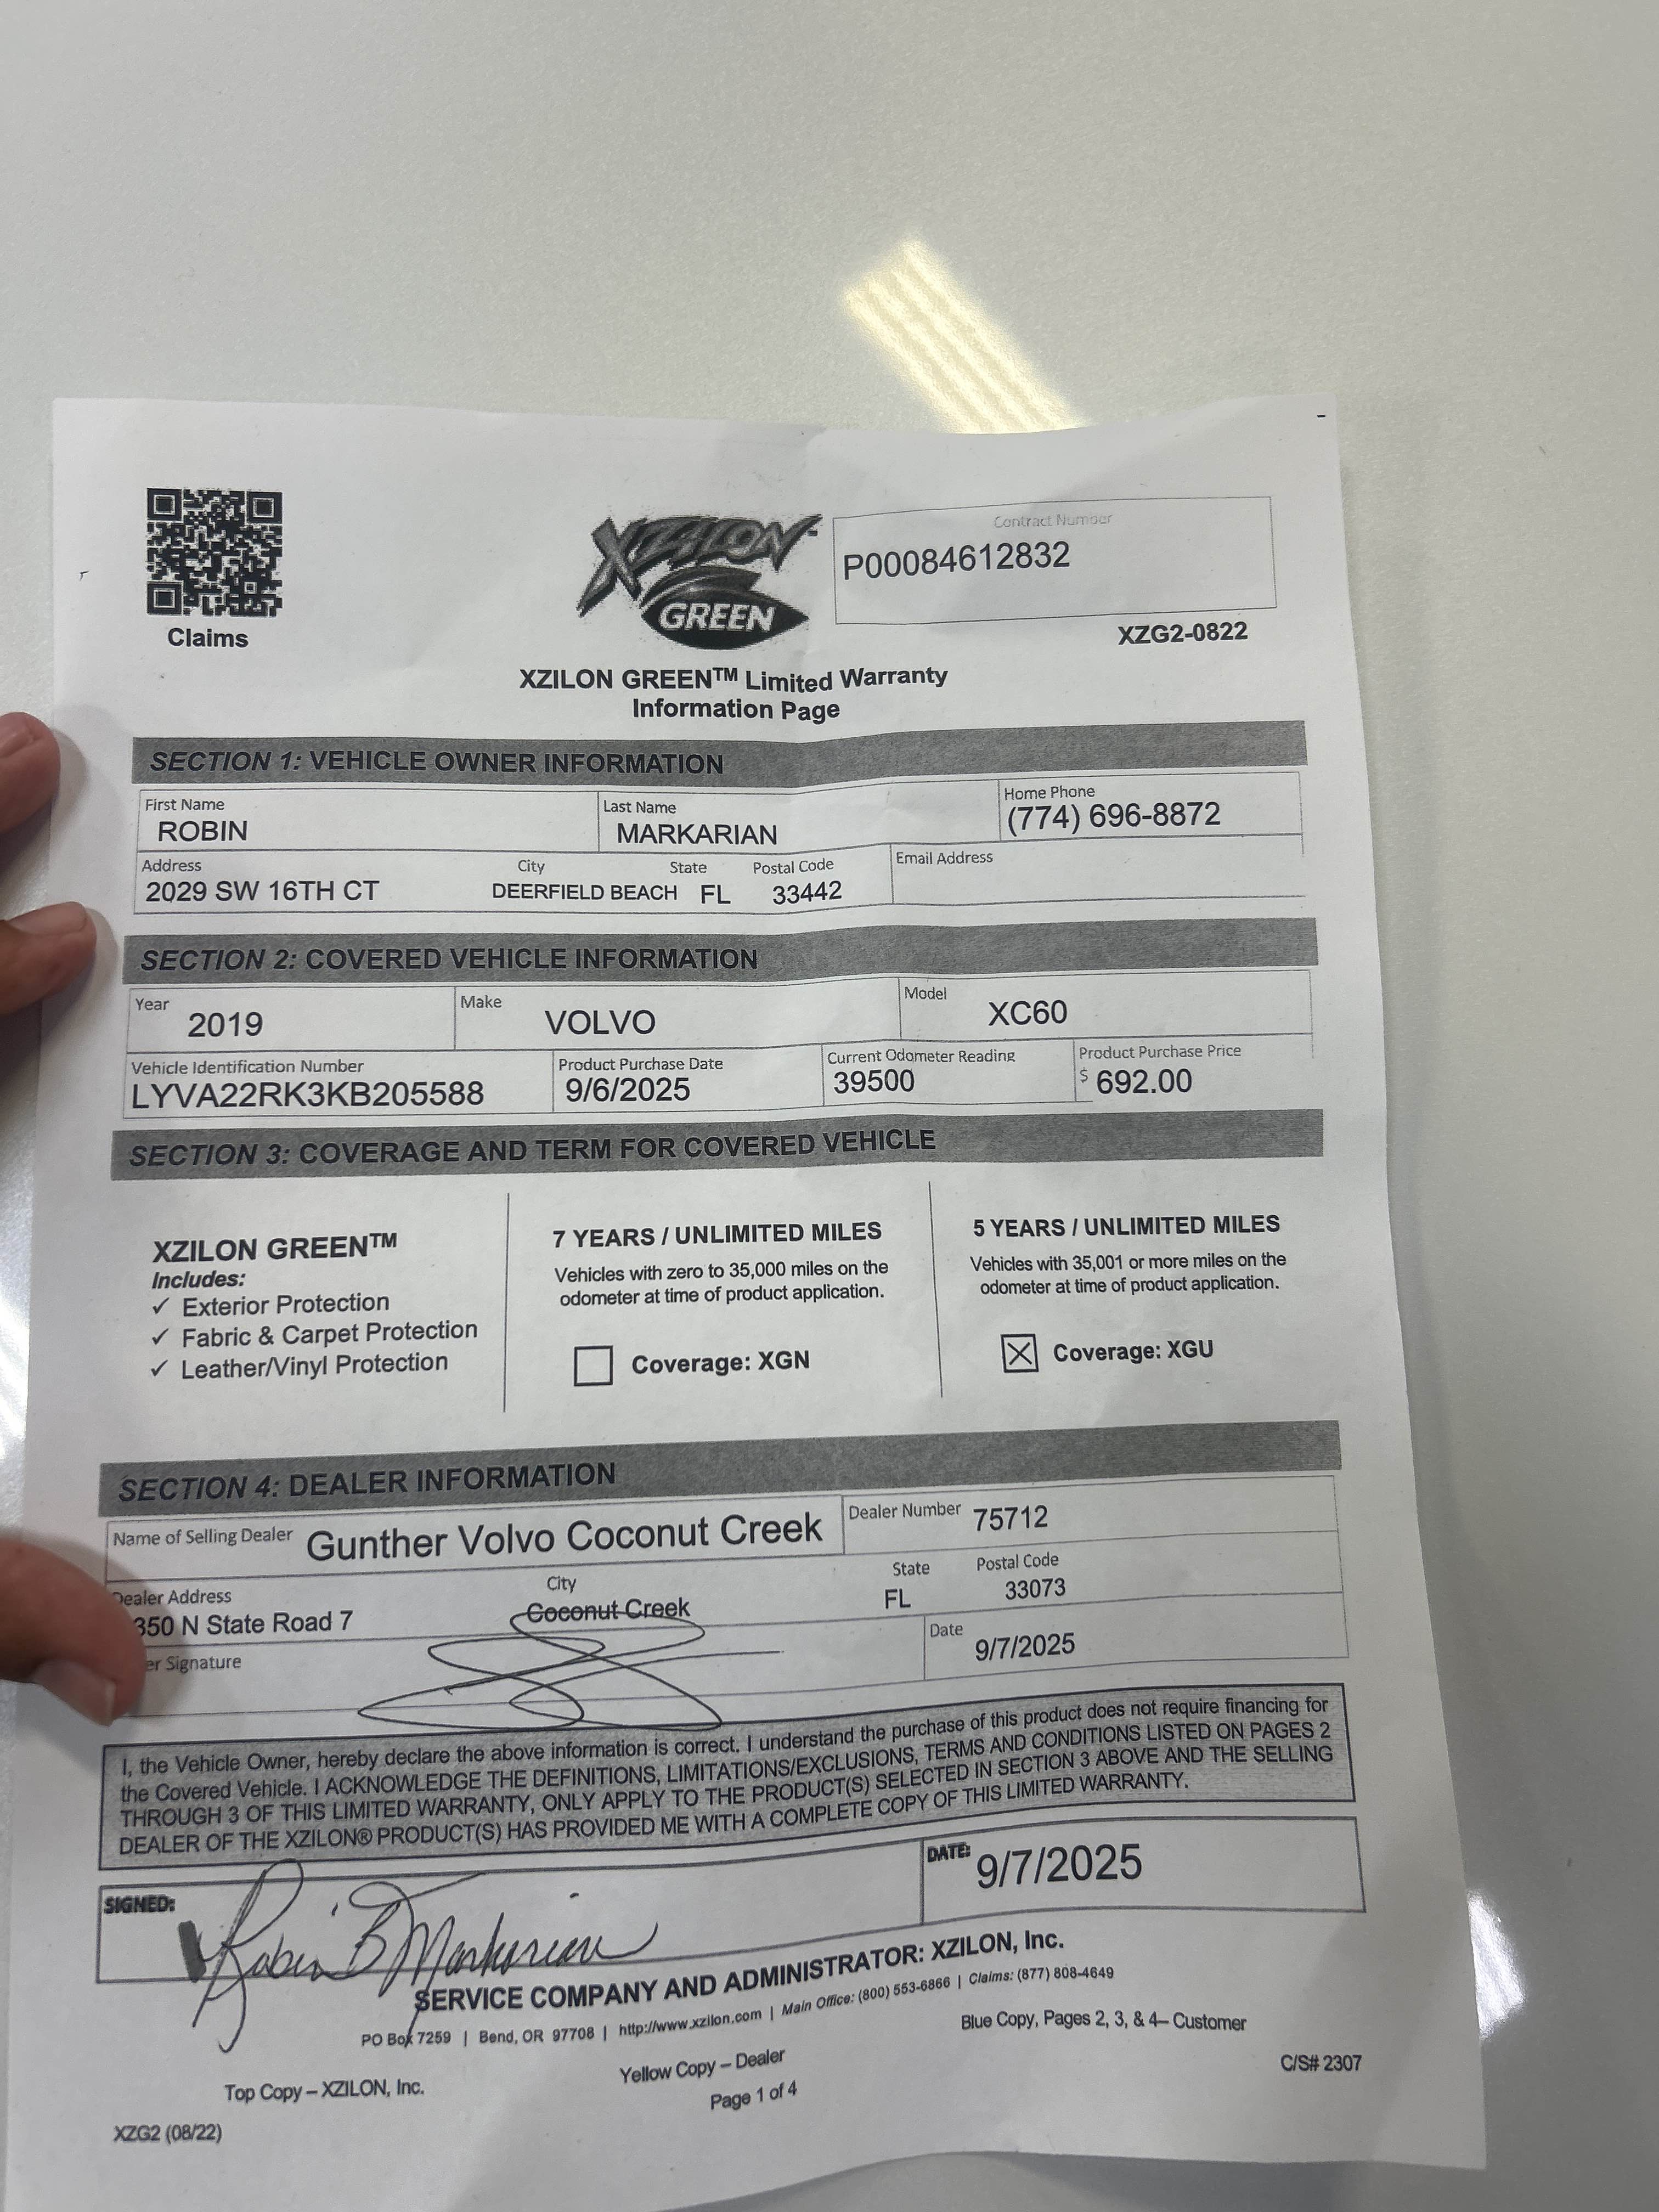 Contract Number
P00084612832
XZILON
GREEN
Claims
XZG2-0822
XZILON GREEN™ Limited Warranty
Information Page
SECTION 1: VEHICLE OWNER INFORMATION
First Name Last Name Home Phone
ROBIN MARKARIAN (774) 696-8872
Address City State Postal Code Email Address
2029 SW 16TH CT DEERFIELD BEACH FL 33442
SECTION 2: COVERED VEHICLE INFORMATION
Year 2019 Make VOLVO Model XC60
Vehicle Identification Number Product Purchase Date Current Odometer Reading Product Purchase Price
LYVA22RK3KB205588 9/6/2025 39500 $ 692.00
SECTION 3: COVERAGE AND TERM FOR COVERED VEHICLE
XZILON GREEN™
Includes:
✓ Exterior Protection
✓ Fabric & Carpet Protection
✓ Leather/Vinyl Protection
7 YEARS / UNLIMITED MILES
Vehicles with zero to 35,000 miles on the
odometer at time of product application.
Coverage: XGN
5 YEARS / UNLIMITED MILES
Vehicles with 35,001 or more miles on the
odometer at time of product application.
Coverage: XGU
SECTION 4: DEALER INFORMATION
Name of Selling Dealer Gunther Volvo Coconut Creek Dealer Number 75712
Dealer Address City State Postal Code
350 N State Road 7 Coconut Creek FL 33073
er Signature Date 9/7/2025
I, the Vehicle Owner, hereby declare the above information is correct. I understand the purchase of this product does not require financing for
the Covered Vehicle. I ACKNOWLEDGE THE DEFINITIONS, LIMITATIONS/EXCLUSIONS, TERMS AND CONDITIONS LISTED ON PAGES 2
THROUGH 3 OF THIS LIMITED WARRANTY, ONLY APPLY TO THE PRODUCT(S) SELECTED IN SECTION 3 ABOVE AND THE SELLING
DEALER OF THE XZILON® PRODUCT(S) HAS PROVIDED ME WITH A COMPLETE COPY OF THIS LIMITED WARRANTY.
SIGNED: Robin B Markarian DATE: 9/7/2025
SERVICE COMPANY AND ADMINISTRATOR: XZILON, Inc.
PO Box 7259 | Bend, OR 97708 | http://www.xzilon.com | Main Office: (800) 553-6866 | Claims: (877) 808-4649
Top Copy – XZILON, Inc. Yellow Copy – Dealer Blue Copy, Pages 2, 3, & 4– Customer
Page 1 of 4
C/S# 2307
XZG2 (08/22)